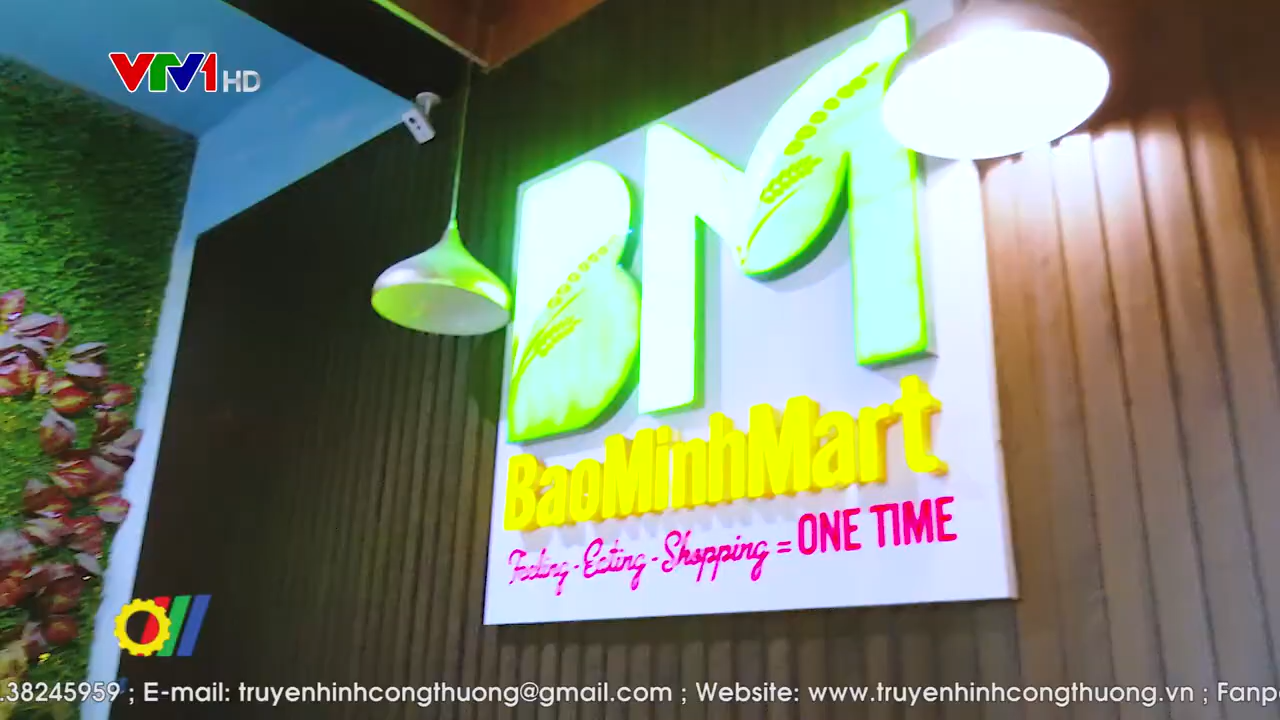 VTV1 HD
BM
BaoMinhMart
Feeling - Eating - Shopping = ONE TIME
.38245959 ; E-mail: truyenhinhcongthuong@gmail.com ; Website: www.truyenhinhcongthuong.vn ; Fanp